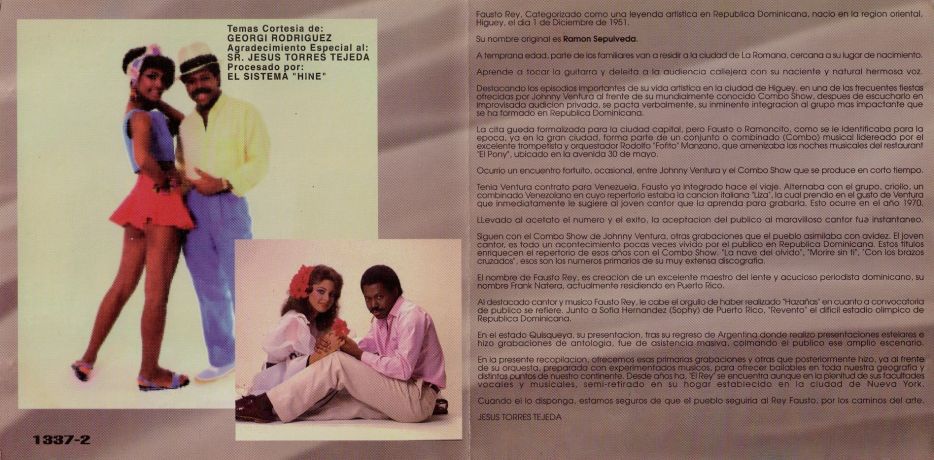 Temas Cortesia de:
GEORGI RODRIGUEZ
Agradecimiento Especial al:
SR. JESUS TORRES TEJEDA
Procesado por:
EL SISTEMA "HINE"
1337-2
Fausto Rey, Categorizado como una leyenda artistica en Republica Dominicana, nacio en la region oriental,
Higuey, el dia 1 de Diciembre de 1951.
Su nombre original es Ramon Sepulveda.
A temprana edad, parte de los familiares van a residir a la ciudad de La Romana, cercana a su lugar de nacimiento.
Aprende a tocar la guitarra y deleita a la audiencia callejera con su naciente y natural hermosa voz.
Destacando los episodios importantes de su vida artistica en la ciudad de Higuey, en una de las frecuentes fiestas
ofrecidas por Johnny Ventura al frente de su mundialmente conocido Combo Show, despues de escucharlo en
improvisada audicion privada, se pacta verbalmente, su inminente integracion al grupo mas impactante que
se ha formado en Republica Dominicana.
La cita queda formalizada para la ciudad capital, pero Fausto o Ramoncito, como se le identificaba para la
epoca, ya en la gran ciudad, forma parte de un conjunto o combinado (Combo) musical lidereado por el
excelente trompetista y orquestador Rodolfo "Fofito" Manzano, que amenizaba las noches musicales del restaurant
"El Pony", ubicado en la avenida 30 de mayo.
Ocurrio un encuentro fortuito, ocasional, entre Johnny Ventura y el Combo Show que se produce en corto tiempo.
Tenia Ventura contrato para Venezuela, Fausto ya integrado hace el viaje. Alternaba con el grupo, criollo, un
combinado Venezolano en cuyo repertorio estaba la cancion italiana "Liza", la cual prendio en el gusto de Ventura
que inmediatamente le sugiere al joven cantor que la aprenda para grabarla. Esto ocurre en el año 1970.
LLevado al acetato el numero y el exito, la aceptacion del publico al maravilloso cantor fue instantaneo.
Siguen con el Combo Show de Johnny Ventura, otras grabaciones que el pueblo asimilaba con avidez. El joven
cantor, es todo un acontecimiento pocas veces vivido por el publico en Republica Dominicana. Estos titulos
enriquecen el repertorio de esos años con el Combo Show. "La nave del olvido", "Morire sin ti", "Con los brazos
cruzados", esos son los numeros primarios de su muy extensa discografia.
El nombre de Fausto Rey, es creacion de un excelente maestro del lente y acucioso periodista dominicano, su
nombre Frank Natera, actualmente residiendo en Puerto Rico.
Al destacado cantor y musico Fausto Rey, le cabe el orgullo de haber realizado "Hazañas" en cuanto a convocatoria
de publico se refiere. Junto a Sofia Hernandez (Sophy) de Puerto Rico, "Revento" el dificil estadio olimpico de
Republica Dominicana.
En el estado Quisqueya, su presentacion, tras su regreso de Argentina donde realizo presentaciones estelares e
hizo grabaciones de antologia, fue de asistencia masiva, colmando el publico ese amplio escenario.
En la presente recopilacion, ofrecemos esas primarias grabaciones y otras que posteriormente hizo, ya al frente
de su orquesta, preparada con experimentados musicos, para ofrecer bailables en toda nuestra geografia y
distintas puntos de nuestro continente. Desde años ha, "El Rey" se encuentra aunque en la plenitud de sus facultades
vocales y musicales, semi-retirado en su hogar establecido en la ciudad de Nueva York.
Cuando el lo disponga, estamos seguros de que el pueblo seguiria al Rey Fausto, por los caminos del arte.
JESUS TORRES TEJEDA